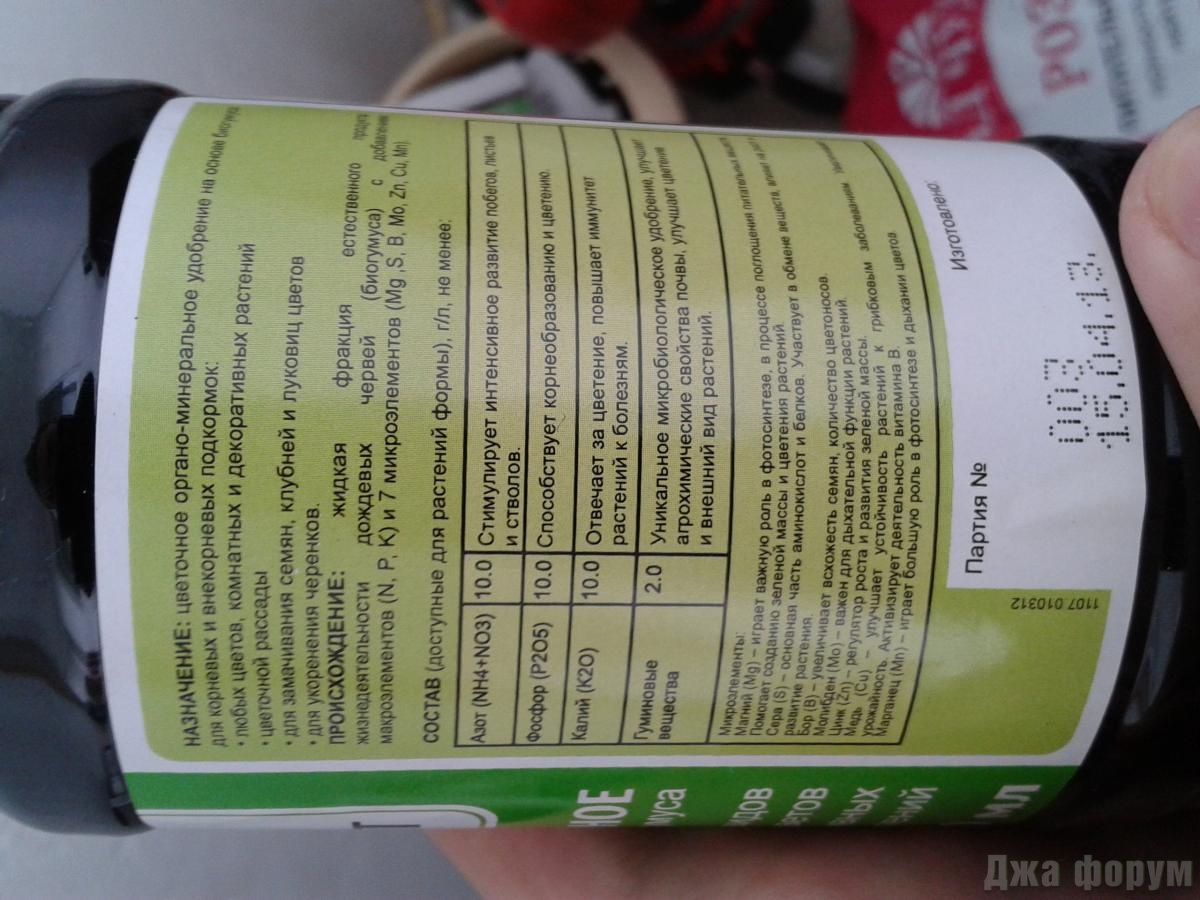 НАЗНАЧЕНИЕ: цветочное органо-минеральное удобрение на основе биогумуса
для корневых и внекорневых подкормок:
• любых цветов, комнатных и декоративных растений
• цветочной рассады
• для замачивания семян, клубней и луковиц цветов
• для укоренения черенков.
ПРОИСХОЖДЕНИЕ: жидкая фракция естественного продукта
жизнедеятельности дождевых червей (биогумуса) с добавлением
макроэлементов (N, P, K) и 7 микроэлементов (Mg ,S, B, Mo, Zn, Cu, Mn)
СОСТАВ (доступные для растений формы), г/л, не менее:
Азот (NH4+NO3) 10.0 Стимулирует интенсивное развитие побегов, листьев
и стволов.
Фосфор (P2O5) 10.0 Способствует корнеобразованию и цветению.
Калий (K2O) 10.0 Отвечает за цветение, повышает иммунитет
растений к болезням.
Гуминовые вещества 2.0 Уникальное микробиологическое удобрение, улучшает
агрохимические свойства почвы, улучшает цветение
и внешний вид растений.
Микроэлементы:
Магний (Mg) – играет важную роль в фотосинтезе, в процессе поглощения питательных веществ
Помогает созданию зеленой массы и цветения растений.
Сера (S) – основная часть аминокислот и белков. Участвует в обмене веществ, влияет на рост и
развитие растения.
Бор (B) – увеличивает всхожесть семян, количество цветоносов.
Молибден (Mo) – важен для дыхательной функции растений.
Цинк (Zn) – регулятор роста и развития зеленой массы.
Медь (Cu) – улучшает устойчивость растений к грибковым заболеваниям.
урожайность. Активизирует деятельность витамина B.
Марганец (Mn) – играет большую роль в фотосинтезе и дыхании цветов.
Партия № Изготовлено:
003
15.04.13.
1107 010312
НОЕ
муса
идов
ветов
ных
ений
мл
РОЗ
Джа форум